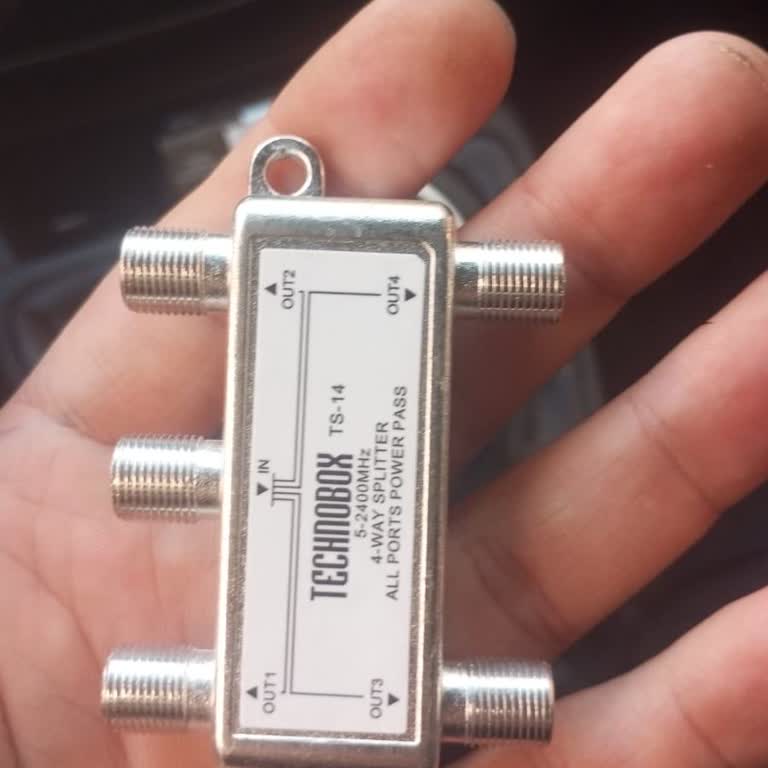 TECHNOBOX TS-14
5-2400MHz
4-WAY SPLITTER
ALL PORTS POWER PASS
OUT1
IN
OUT2
OUT3
OUT4